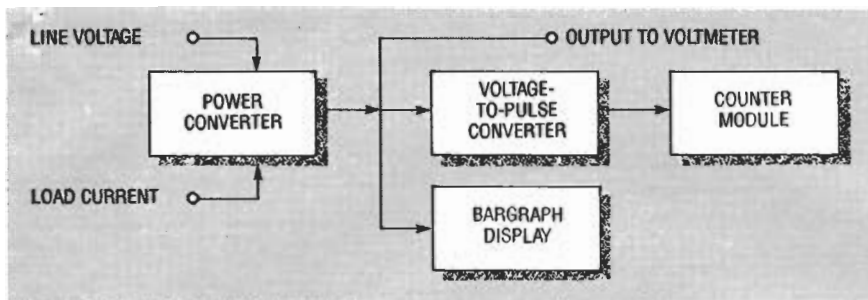 LINE VOLTAGE
OUTPUT TO VOLTMETER
POWER
CONVERTER
VOLTAGE-
TO-PULSE
CONVERTER
COUNTER
MODULE
LOAD CURRENT
BARGRAPH
DISPLAY